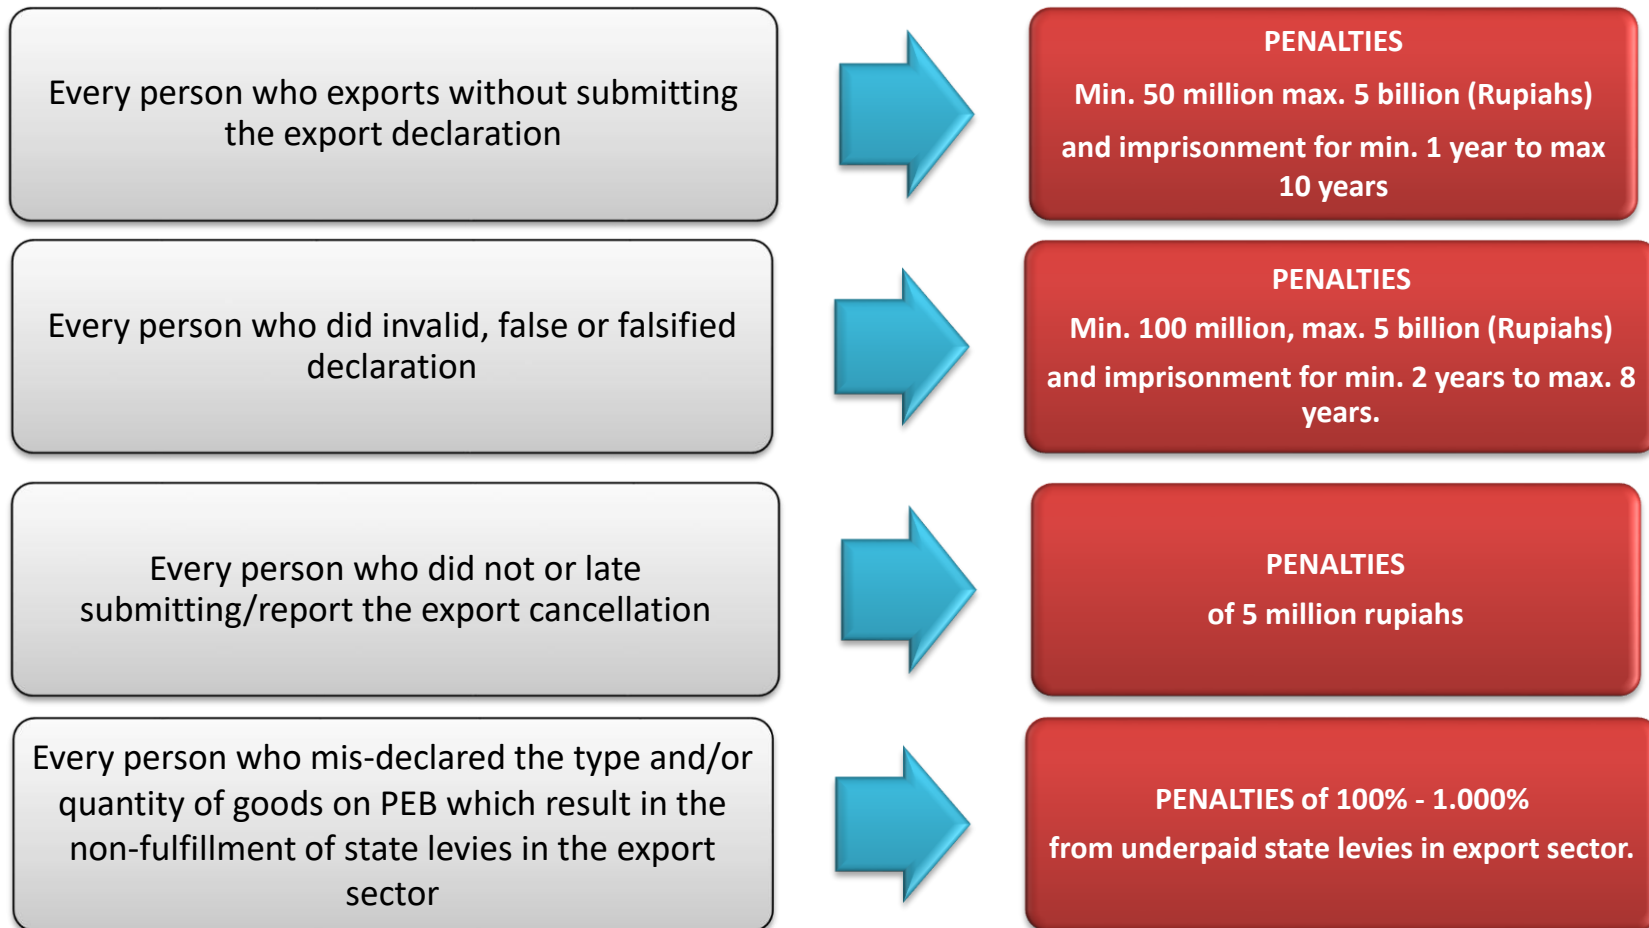 Every person who exports without submitting
the export declaration
PENALTIES
Min. 50 million max. 5 billion (Rupiahs)
and imprisonment for min. 1 year to max
10 years
Every person who did invalid, false or falsified
declaration
PENALTIES
Min. 100 million, max. 5 billion (Rupiahs)
and imprisonment for min. 2 years to max. 8
years.
Every person who did not or late
submitting/report the export cancellation
PENALTIES
of 5 million rupiahs
Every person who mis-declared the type and/or
quantity of goods on PEB which result in the
non-fulfillment of state levies in the export
sector
PENALTIES of 100% - 1.000%
from underpaid state levies in export sector.